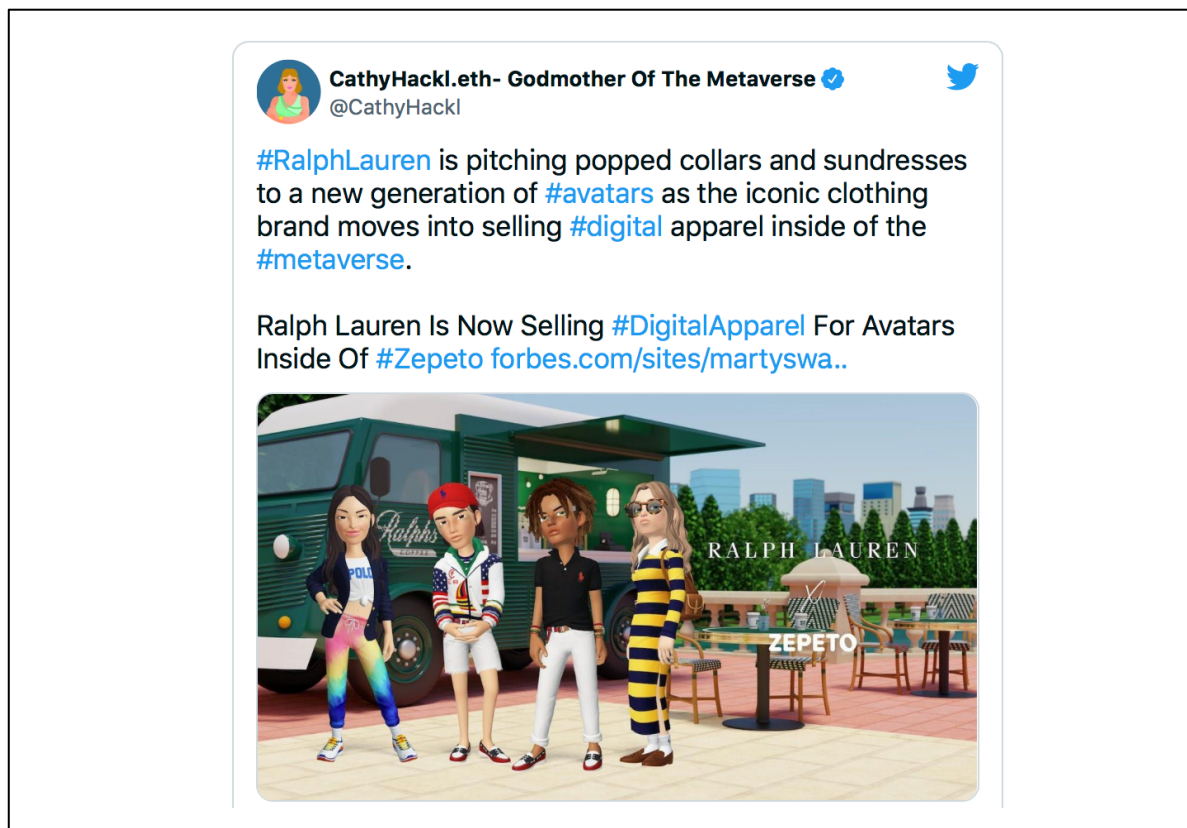 CathyHackl.eth- Godmother Of The Metaverse
@CathyHackl
#RalphLauren is pitching popped collars and sundresses
to a new generation of #avatars as the iconic clothing
brand moves into selling #digital apparel inside of the
#metaverse.
Ralph Lauren Is Now Selling #DigitalApparel For Avatars
Inside Of #Zepeto forbes.com/sites/martyswa..
Ralph's
COFFEE
POLO
RALPH LAUREN
X
ZEPETO